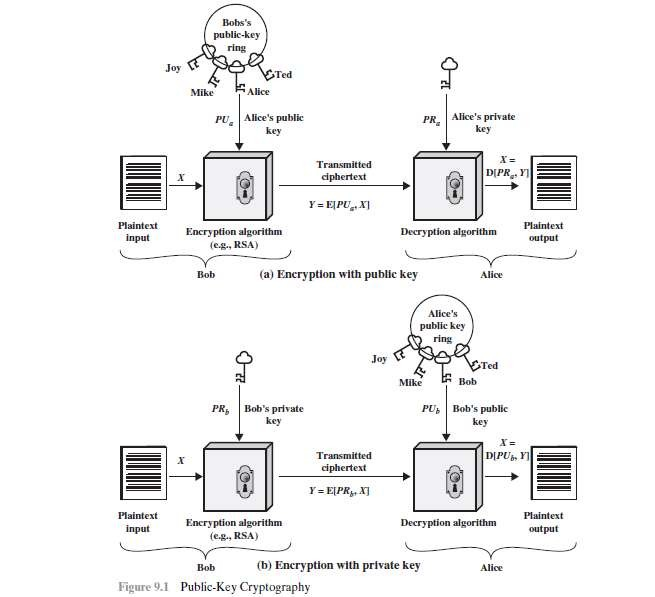 Bobs's
public-key
ring
Joy
Ted
Mike
Alice
PUa
Alice's public
key
PRa
Alice's private
key
X
Transmitted
ciphertext
X =
D[PRa, Y]
Y = E[PUa, X]
Plaintext
input
Encryption algorithm
(e.g., RSA)
Decryption algorithm
Plaintext
output
Bob
(a) Encryption with public key
Alice
Alice's
public key
ring
Joy
Ted
Mike
Bob
PRb
Bob's private
key
PUb
Bob's public
key
X
Transmitted
ciphertext
X =
D[PUb, Y]
Y = E[PRb, X]
Plaintext
input
Encryption algorithm
(e.g., RSA)
Decryption algorithm
Plaintext
output
Bob
(b) Encryption with private key
Alice
Figure 9.1 Public-Key Cryptography